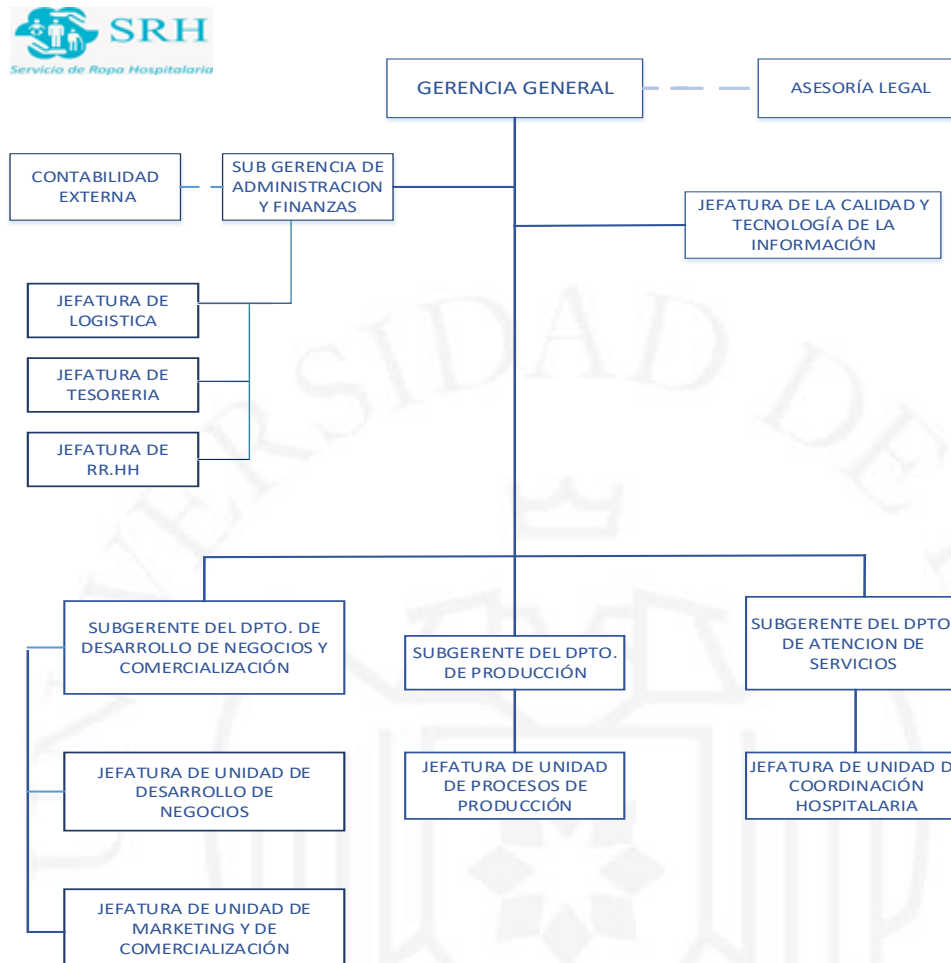 SRH
Servicio de Ropa Hospitalaria
GERENCIA GENERAL
ASESORÍA LEGAL
CONTABILIDAD
EXTERNA
SUB GERENCIA DE
ADMINISTRACION
Y FINANZAS
JEFATURA DE LA CALIDAD Y
TECNOLOGÍA DE LA
INFORMACIÓN
JEFATURA DE
LOGISTICA
JEFATURA DE
TESORERIA
JEFATURA DE
RR.HH
SUBGERENTE DEL DPTO. DE
DESARROLLO DE NEGOCIOS Y
COMERCIALIZACIÓN
SUBGERENTE DEL DPTO.
DE PRODUCCIÓN
SUBGERENTE DEL DPTO
DE ATENCION DE
SERVICIOS
JEFATURA DE UNIDAD DE
DESARROLLO DE
NEGOCIOS
JEFATURA DE UNIDAD
DE PROCESOS DE
PRODUCCIÓN
JEFATURA DE UNIDAD D
COORDINACIÓN
HOSPITALARIA
JEFATURA DE UNIDAD DE
MARKETING Y DE
COMERCIALIZACIÓN
UNIVERSIDAD DE